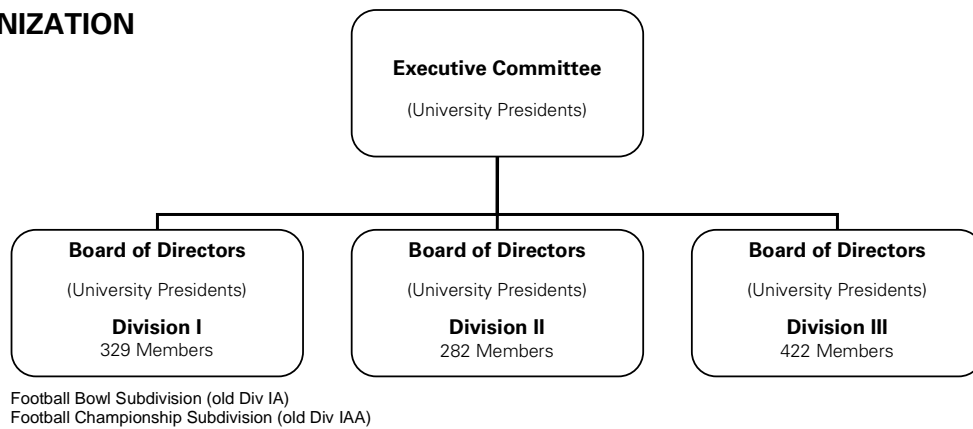 NIZATION
Executive Committee
(University Presidents)
Board of Directors
(University Presidents)
Division I
329 Members
Board of Directors
(University Presidents)
Division II
282 Members
Board of Directors
(University Presidents)
Division III
422 Members
Football Bowl Subdivision (old Div IA)
Football Championship Subdivision (old Div IAA)